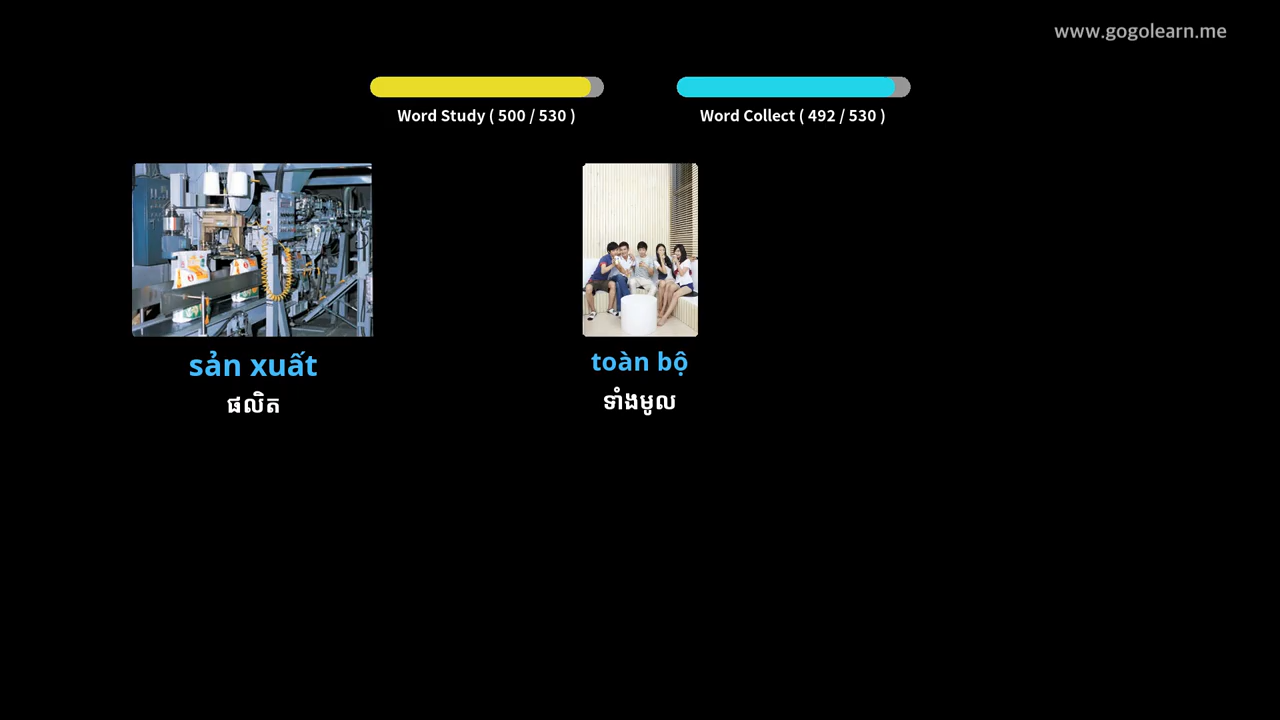 www.gogolearn.me
Word Study ( 500 / 530 )
Word Collect ( 492 / 530 )
sản xuất
ផលិត
toàn bộ
ទាំងមូល